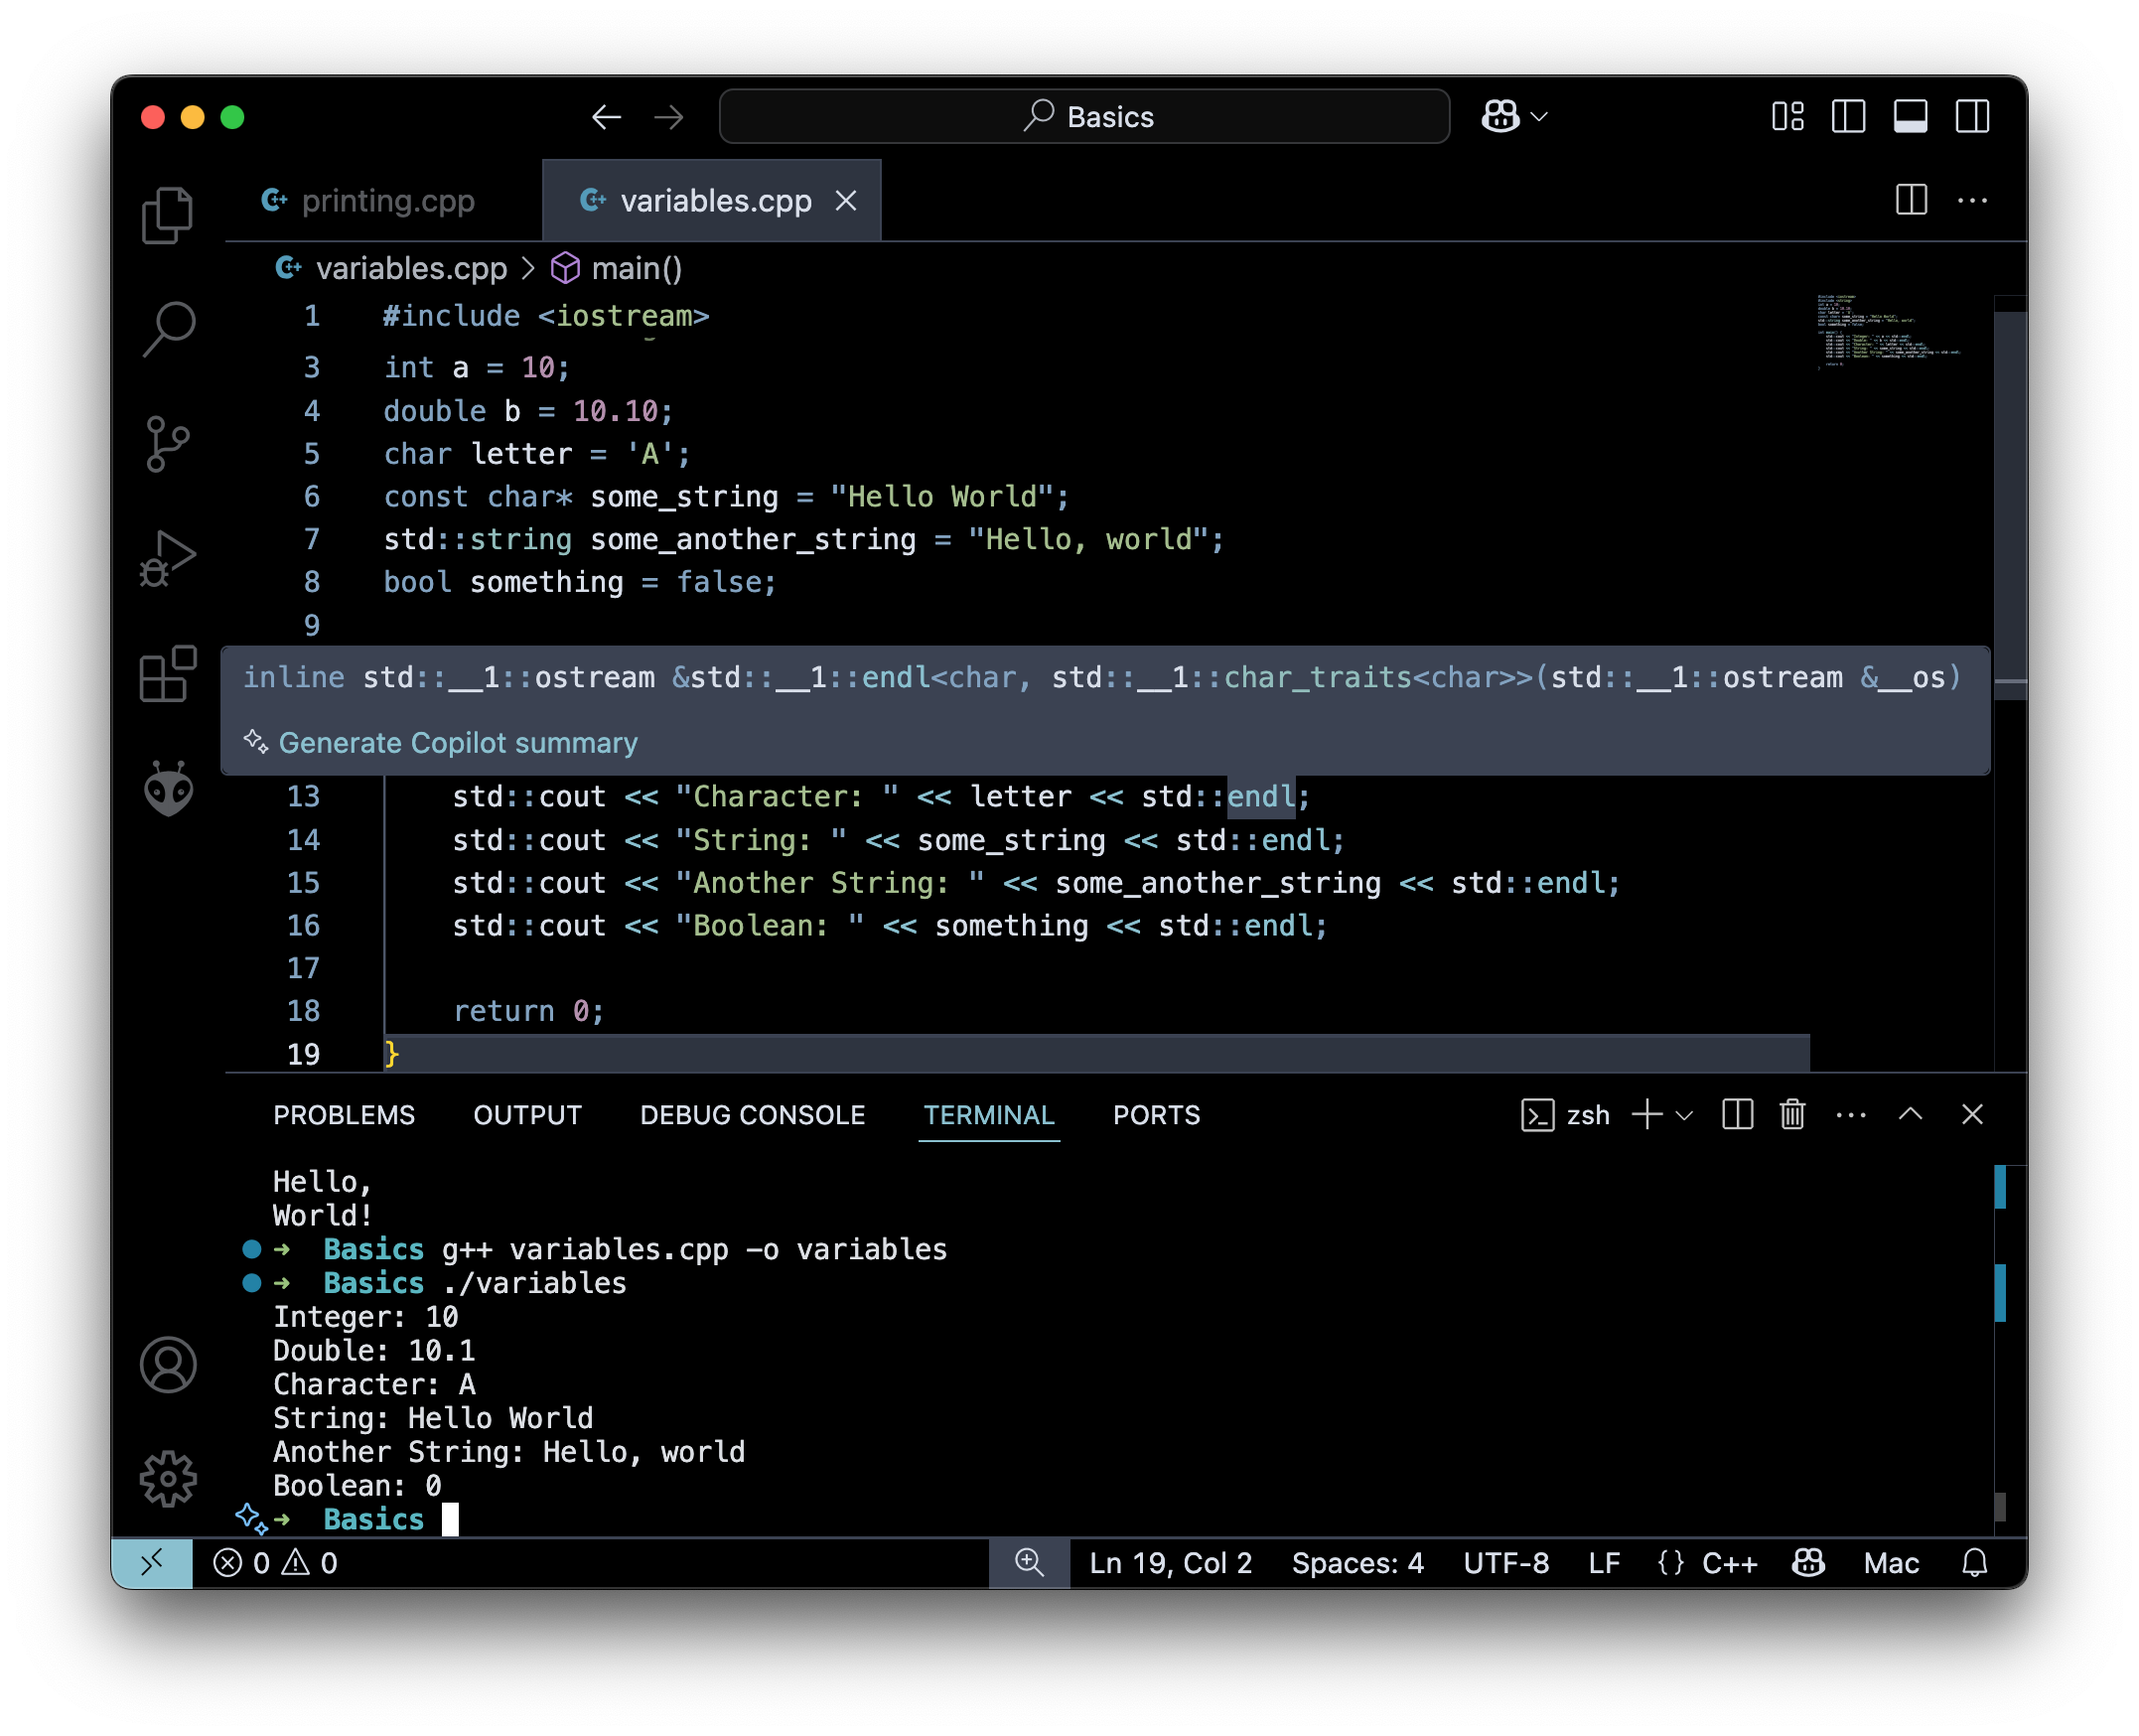 Basics
printing.cpp
variables.cpp
variables.cpp > main()
1 #include <iostream>
3 int a = 10;
4 double b = 10.10;
5 char letter = 'A';
6 const char* some_string = "Hello World";
7 std::string some_another_string = "Hello, world";
8 bool something = false;
9
inline std::__1::ostream &std::__1::endl<char, std::__1::char_traits<char>>(std::__1::ostream &__os)
Generate Copilot summary
13 std::cout << "Character: " << letter << std::endl;
14 std::cout << "String: " << some_string << std::endl;
15 std::cout << "Another String: " << some_another_string << std::endl;
16 std::cout << "Boolean: " << something << std::endl;
17
18 return 0;
19 }
PROBLEMS OUTPUT DEBUG CONSOLE TERMINAL PORTS zsh
Hello,
World!
➜ Basics g++ variables.cpp -o variables
➜ Basics ./variables
Integer: 10
Double: 10.1
Character: A
String: Hello World
Another String: Hello, world
Boolean: 0
➜ Basics
0 0 Ln 19, Col 2 Spaces: 4 UTF-8 LF {} C++ Mac